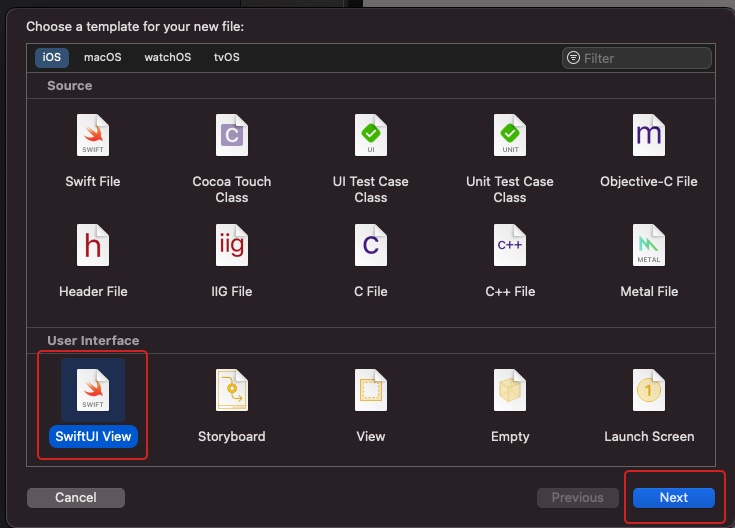 Choose a template for your new file:
iOS macOS watchOS tvOS Filter
Source
SWIFT C UI UNIT m
Swift File Cocoa Touch Class UI Test Case Class Unit Test Case Class Objective-C File
h iig C C++ METAL
Header File IIG File C File C++ File Metal File
User Interface
SWIFT 1
SwiftUI View Storyboard View Empty Launch Screen
Cancel Previous Next